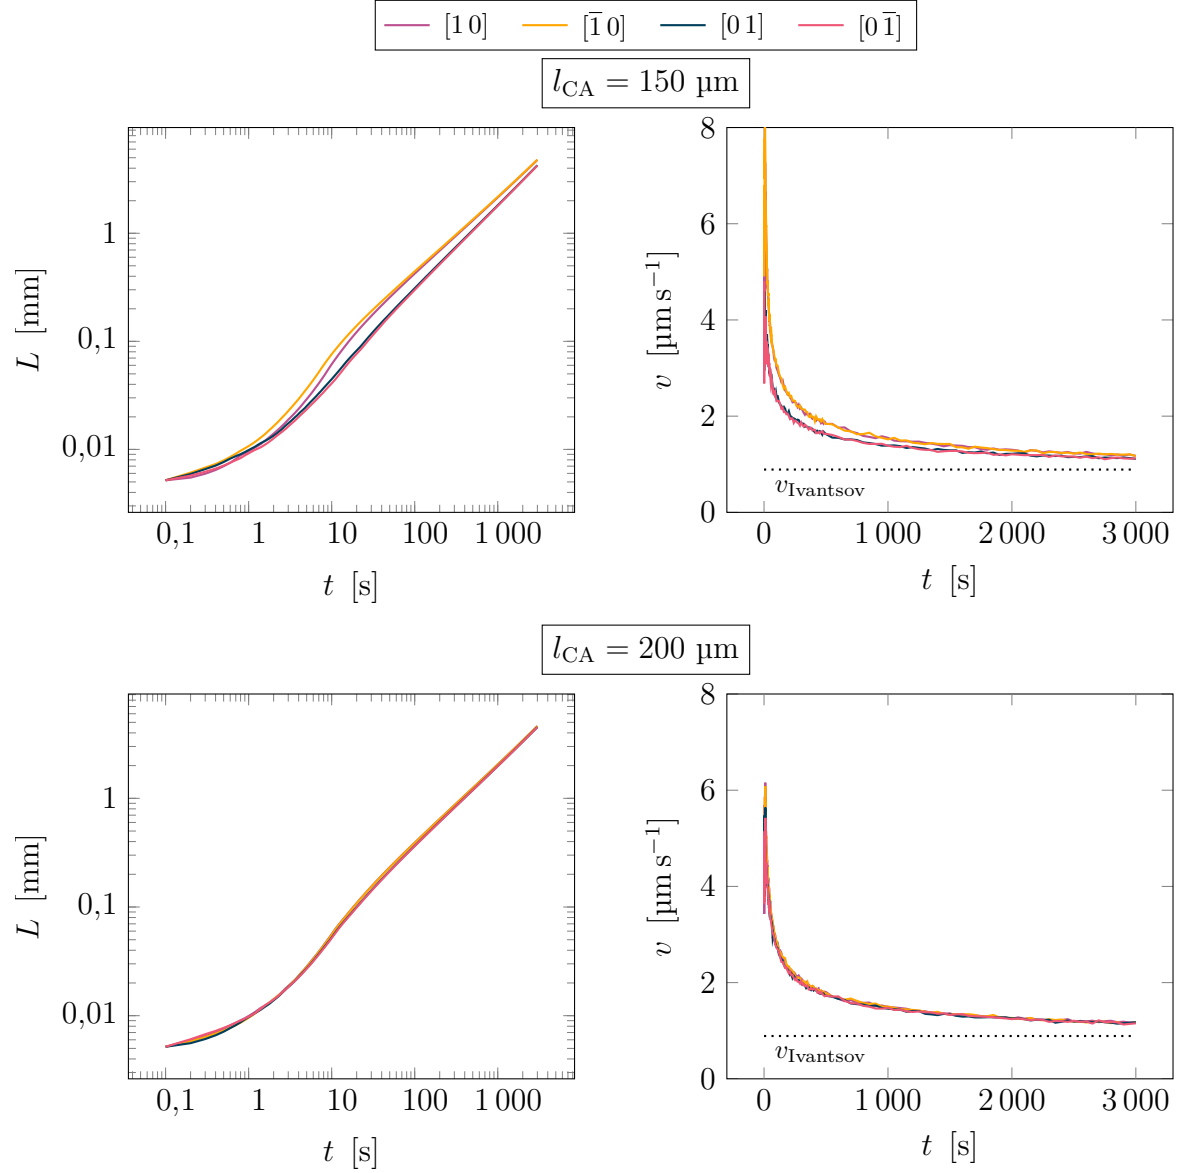 [1 0] [1̅ 0] [0 1] [0 1̅]
l_CA = 150 µm
L [mm]
1
0,1
0,01
0,1 1 10 100 1 000
t [s]
v [µm s⁻¹]
8
6
4
2
0
v_Ivantsov
0 1 000 2 000 3 000
t [s]
l_CA = 200 µm
L [mm]
1
0,1
0,01
0,1 1 10 100 1 000
t [s]
v [µm s⁻¹]
8
6
4
2
0
v_Ivantsov
0 1 000 2 000 3 000
t [s]